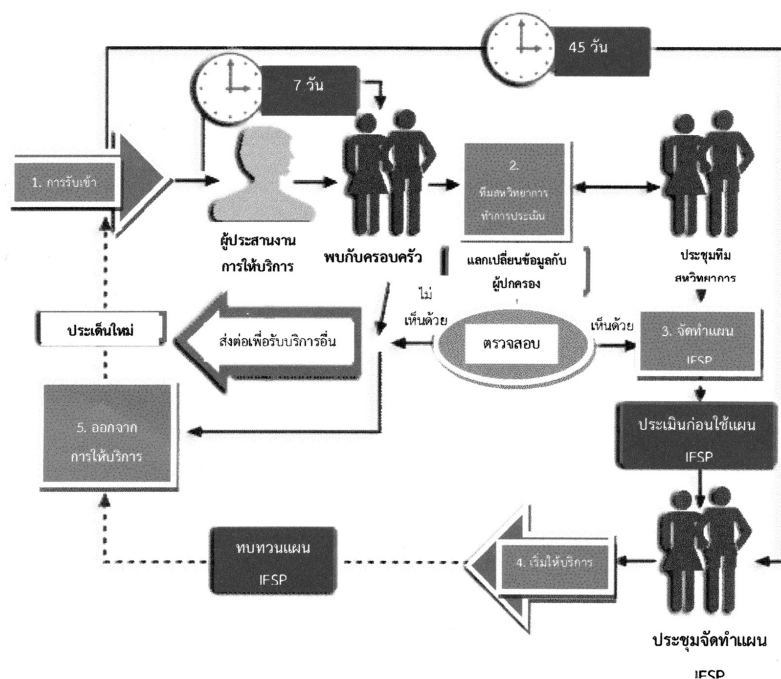 45 วัน
7 วัน
1. การรับเข้า
2.
ทีมสหวิทยาการ
ทำการประเมิน
ผู้ประสานงาน
การให้บริการ
พบกับครอบครัว
แลกเปลี่ยนข้อมูลกับ
ผู้ปกครอง
ประชุมทีม
สหวิทยาการ
ไม่
เห็นด้วย
ตรวจสอบ
เห็นด้วย
3. จัดทำแผน
IFSP
ประเด็นใหม่
ส่งต่อเพื่อรับบริการอื่น
5. ออกจาก
การให้บริการ
ประเมินก่อนใช้แผน
IFSP
ทบทวนแผน
IFSP
4. เริ่มให้บริการ
ประชุมจัดทำแผน
IFSP